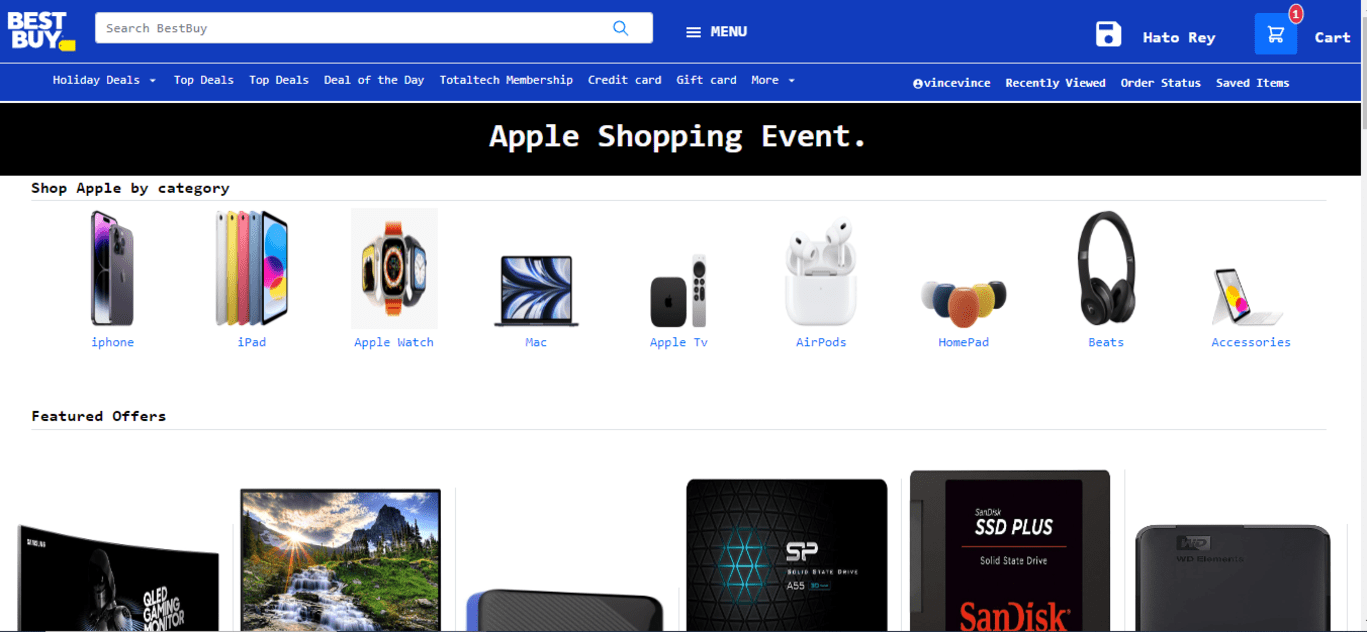 BEST
BUY
Search BestBuy
MENU
Hato Rey
1
Cart
Holiday Deals Top Deals Top Deals Deal of the Day Totaltech Membership Credit card Gift card More
vincevince Recently Viewed Order Status Saved Items
Apple Shopping Event.
Shop Apple by category
iphone iPad Apple Watch Mac Apple Tv AirPods HomePad Beats Accessories
Featured Offers
QLED
GAMING
MONITOR
SP
SOLID STATE DRIVE
A55
SanDisk
SSD PLUS
Solid State Drive
SanDisk
WD
WD Elements